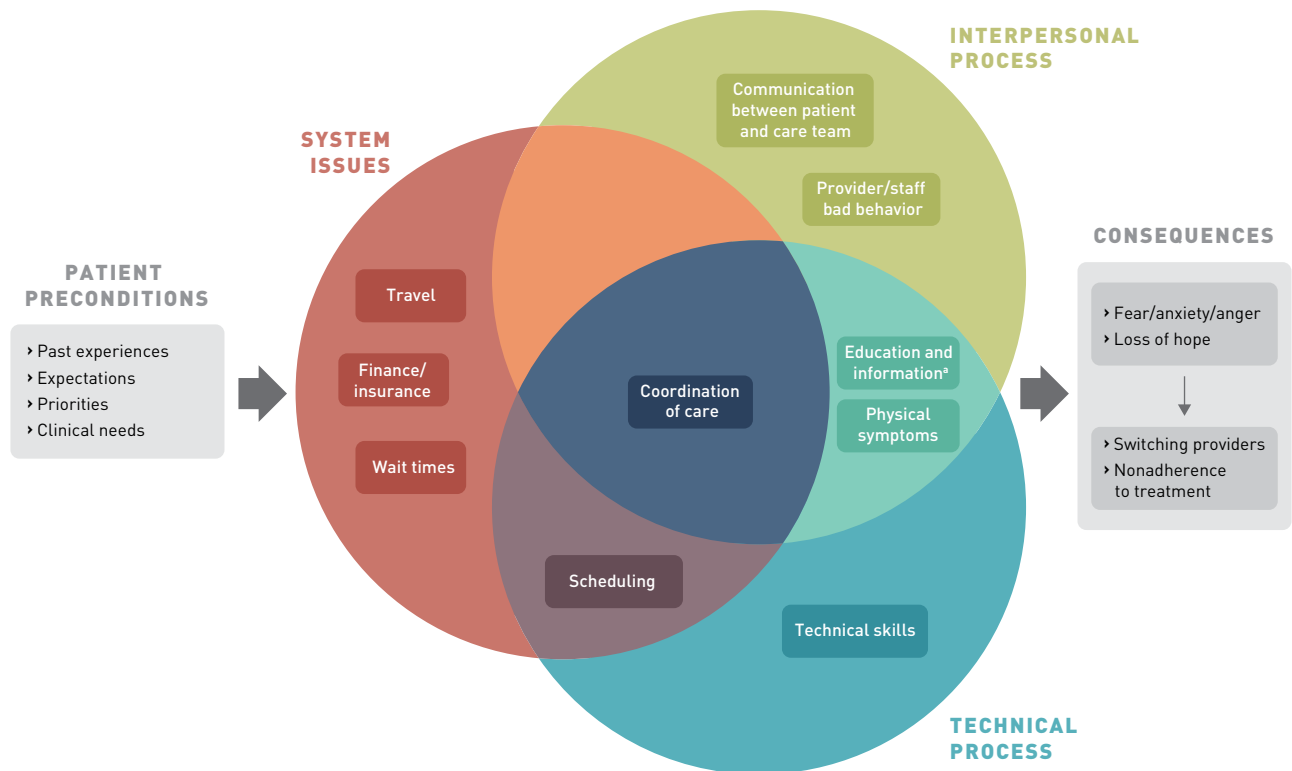 INTERPERSONAL
PROCESS
Communication
between patient
and care team
SYSTEM
ISSUES
Provider/staff
bad behavior
CONSEQUENCES
PATIENT
PRECONDITIONS
› Past experiences
› Expectations
› Priorities
› Clinical needs
Travel
Finance/
insurance
Wait times
Coordination
of care
Education and
informationᵃ
Physical
symptoms
› Fear/anxiety/anger
› Loss of hope
› Switching providers
› Nonadherence
to treatment
Scheduling
Technical skills
TECHNICAL
PROCESS